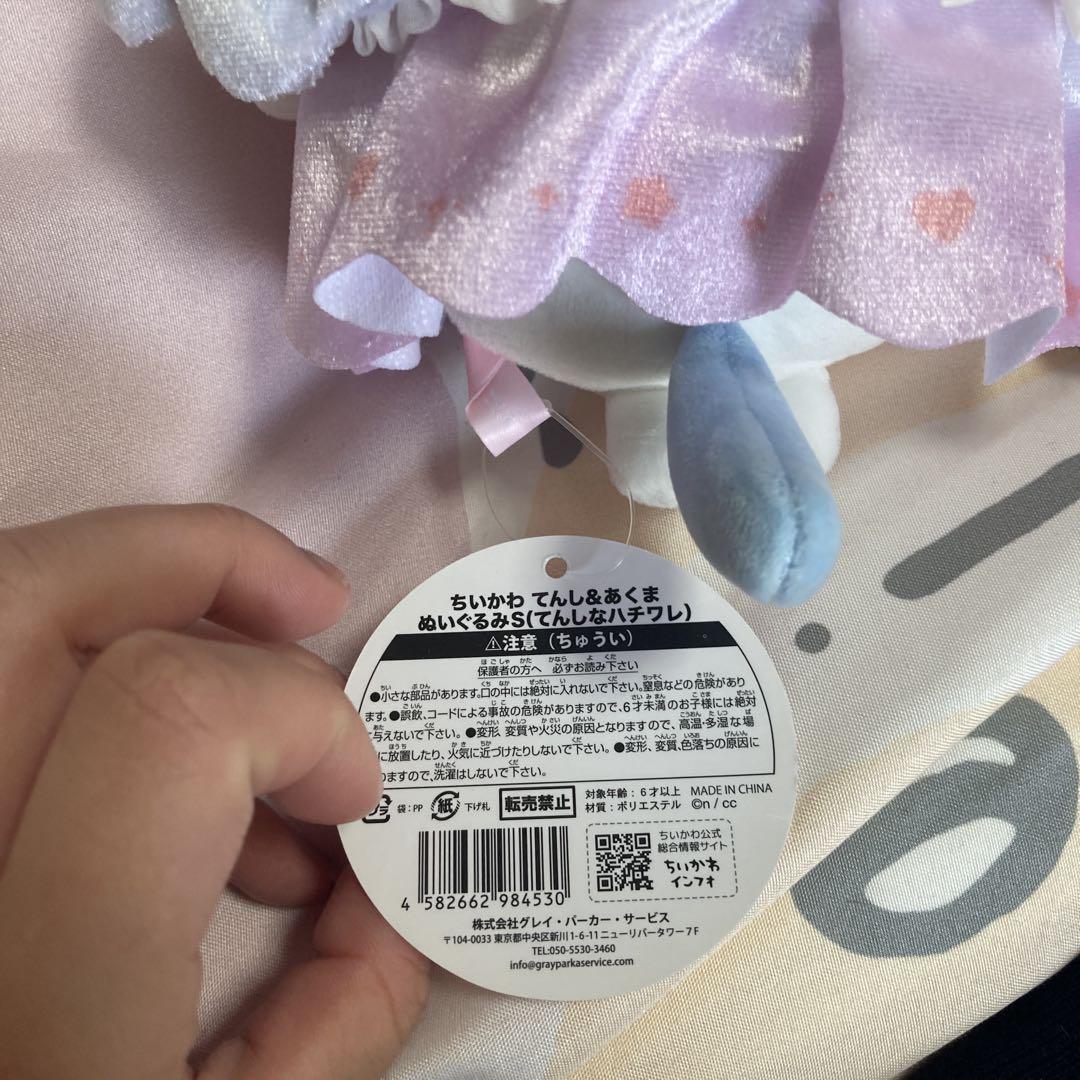 ちいかわ てんし&あくま
ぬいぐるみS(てんしなハチワレ)
⚠注意(ちゅうい)
保護者の方へ 必ずお読み下さい
●小さな部品があります。口の中には絶対に入れないで下さい。窒息などの危険があり
ます。●誤飲、コードによる事故の危険がありますので、6才未満のお子様には絶対
に与えないで下さい。●変形、変質や火災の原因となりますので、高温・多湿な場
に放置したり、火気に近づけたりしないで下さい。●変形、変質、色落ちの原因に
りますので、洗濯はしないで下さい。
プラ 袋:PP 紙 下げ札 転売禁止 対象年齢:6才以上 MADE IN CHINA
材質:ポリエステル ©n / cc
ちいかわ公式
総合情報サイト
ちいかわ
インフォ
4 582662 984530
株式会社グレイ・パーカー・サービス
〒104-0033 東京都中央区新川1-6-11ニューリバータワー7F
TEL:050-5530-3460
info@grayparkaservice.com